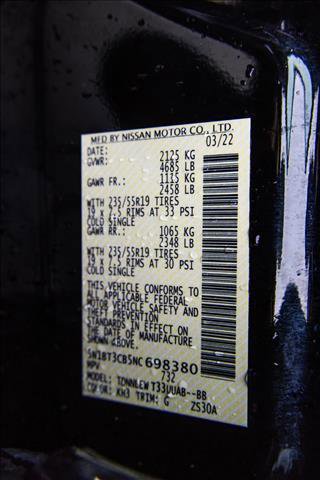 MFD BY NISSAN MOTOR CO., LTD.
DATE: 03/22
GVWR: 2125 KG
4685 LB
GAWR FR.: 1115 KG
2458 LB
WITH 235/55R19 TIRES
19 x 7.5 RIMS AT 33 PSI
COLD SINGLE
GAWR RR.: 1065 KG
2348 LB
WITH 235/55R19 TIRES
19 x 7.5 RIMS AT 30 PSI
COLD SINGLE
THIS VEHICLE CONFORMS TO
ALL APPLICABLE FEDERAL
MOTOR VEHICLE SAFETY AND
THEFT PREVENTION
STANDARDS IN EFFECT ON
THE DATE OF MANUFACTURE
SHOWN ABOVE.
5N1BT3CB5NC698380
MPV 732
MODEL: TDNNLEW T33UUAB--BB
COLOR: KH3 TRIM: G ZS30A